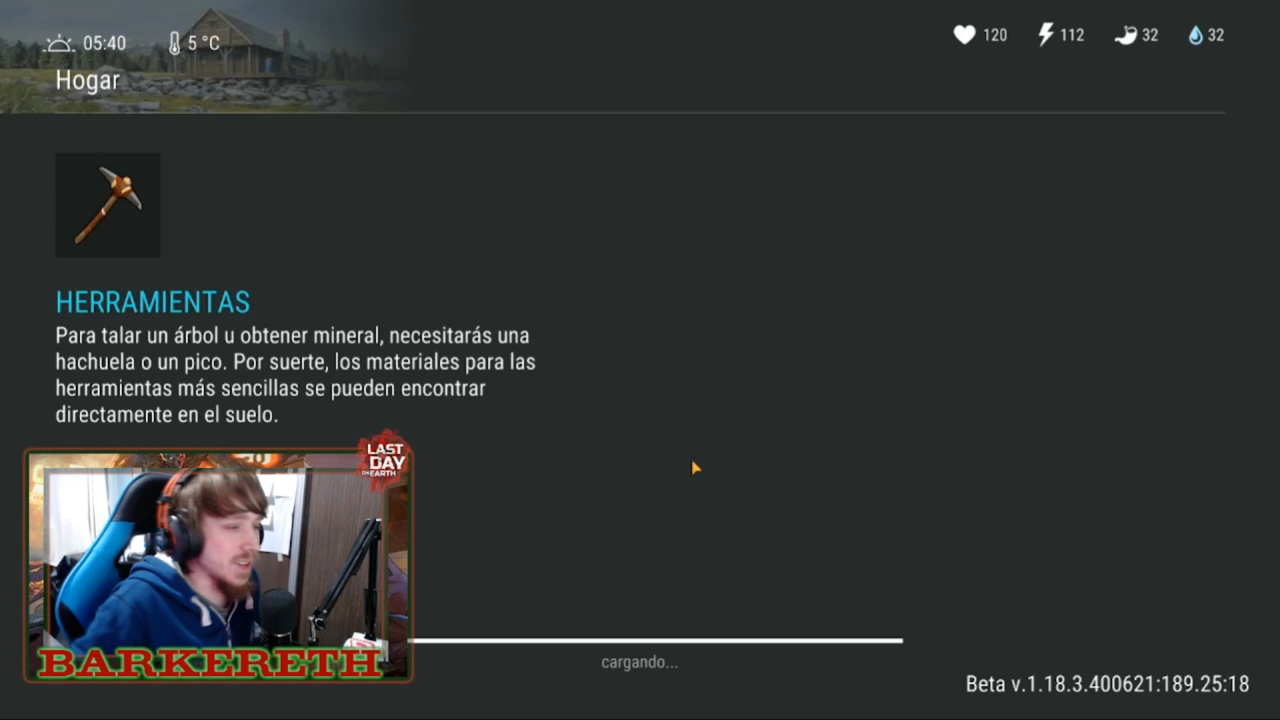 05:40 5 °C
120 112 32 32
Hogar
HERRAMIENTAS
Para talar un árbol u obtener mineral, necesitarás una
hachuela o un pico. Por suerte, los materiales para las
herramientas más sencillas se pueden encontrar
directamente en el suelo.
LAST
DAY
ON EARTH
BARKERETH
cargando...
Beta v.1.18.3.400621:189.25:18